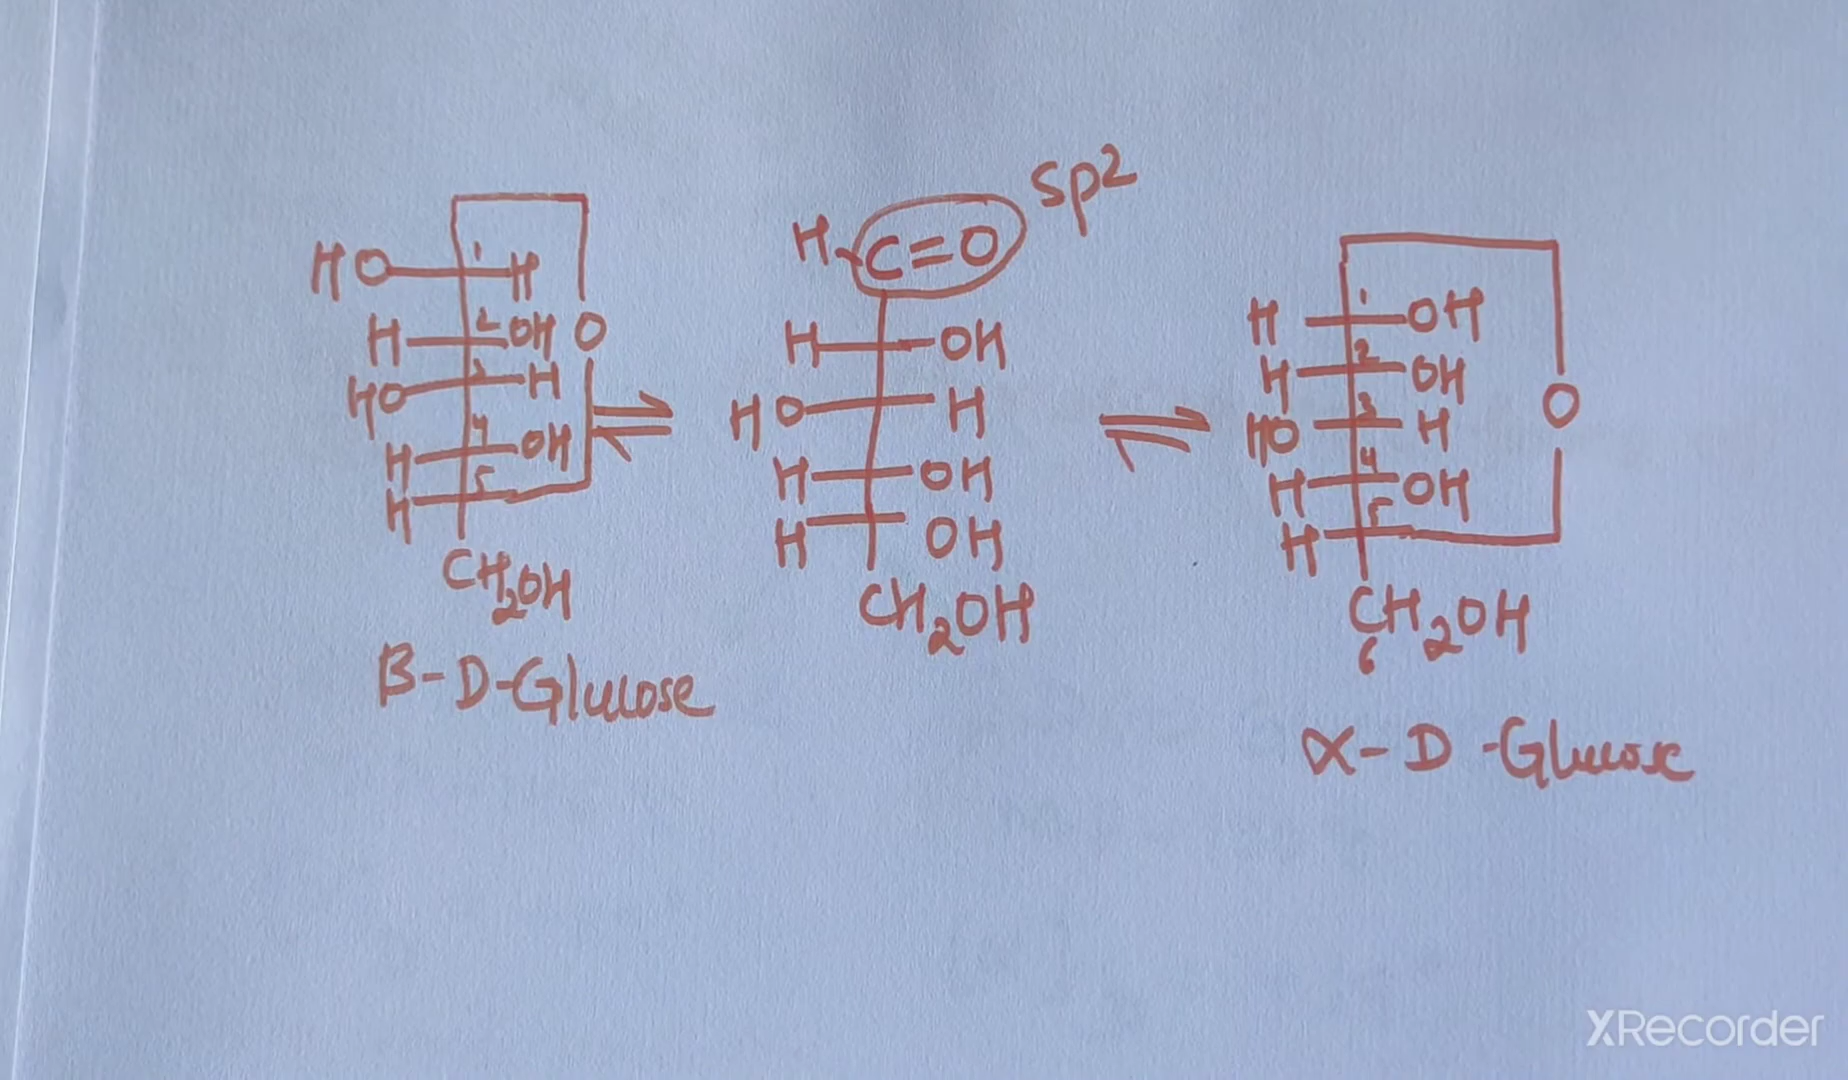 HO 1 H
H 2 OH O
HO 3 H
H 4 OH
H 5
CH2OH
B-D-Glucose
sp2
H C=O
H OH
HO H
H OH
H OH
CH2OH
H 1 OH
H 2 OH
HO 3 H O
H 4 OH
H 5
CH2OH
6
α-D-Glucose
XRecorder